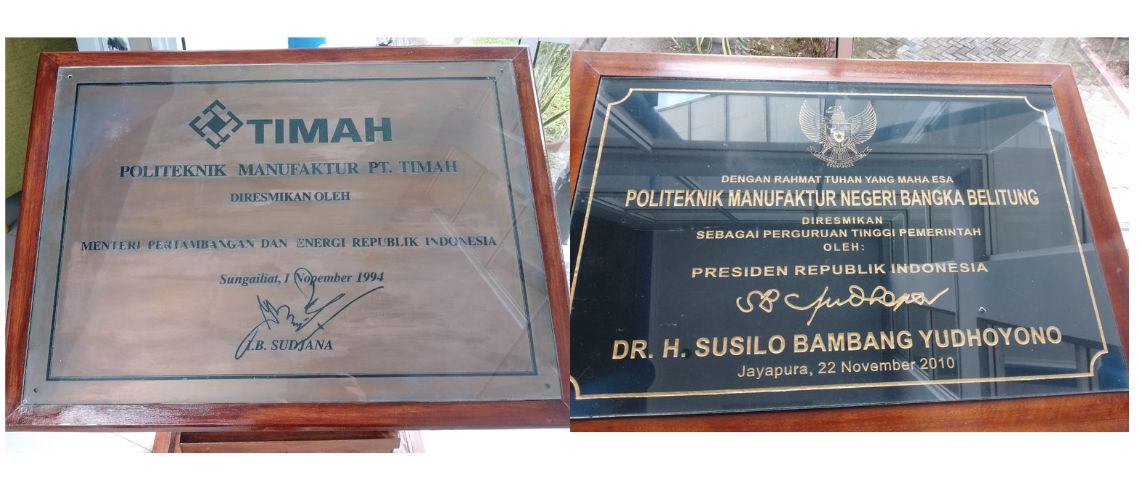 TIMAH
POLITEKNIK MANUFAKTUR PT. TIMAH
DIRESMIKAN OLEH
MENTERI PERTAMBANGAN DAN ENERGI REPUBLIK INDONESIA
Sungailiat, 1 Nopember 1994
I.B. SUDJANA
DENGAN RAHMAT TUHAN YANG MAHA ESA
POLITEKNIK MANUFAKTUR NEGERI BANGKA BELITUNG
DIRESMIKAN
SEBAGAI PERGURUAN TINGGI PEMERINTAH
OLEH:
PRESIDEN REPUBLIK INDONESIA
DR. H. SUSILO BAMBANG YUDHOYONO
Jayapura, 22 November 2010